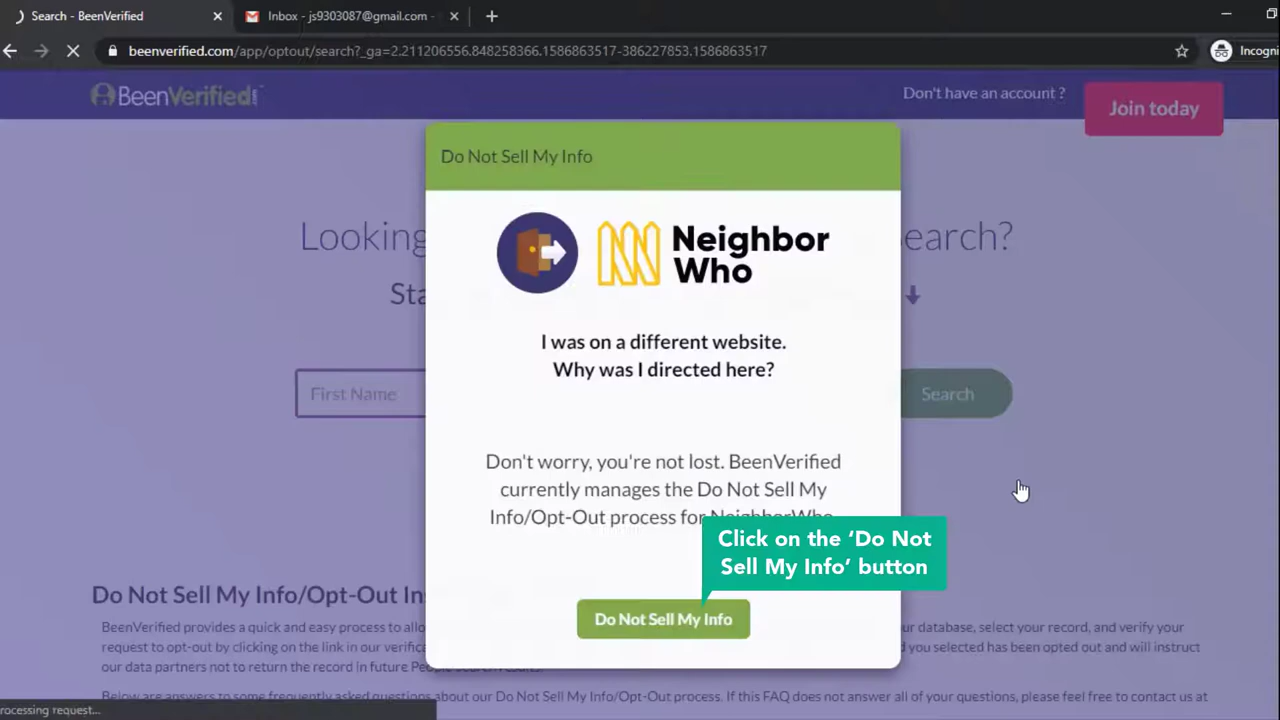 Search - BeenVerified
Inbox - js9303087@gmail.com -
beenverified.com/app/optout/search?_ga=2.211206556.848258366.1586863517-386227853.1586863517
Incogni
BeenVerified
.com
Don't have an account ?
Join today
Do Not Sell My Info
Neighbor
Who
Looking
earch?
Sta
I was on a different website.
Why was I directed here?
First Name
Search
Don't worry, you're not lost. BeenVerified
currently manages the Do Not Sell My
Info/Opt-Out process for NeighborWho.
Click on the ‘Do Not
Sell My Info’ button
Do Not Sell My Info
Do Not Sell My Info/Opt-Out In
BeenVerified provides a quick and easy process to allo
ur database, select your record, and verify your
request to opt-out by clicking on the link in our verifica
d you selected has been opted out and will instruct
our data partners not to return the record in future People Search results.
Below are answers to some frequently asked questions about our Do Not Sell My Info/Opt-Out process. If this FAQ does not answer all of your questions, please feel free to contact us at
rocessing request...